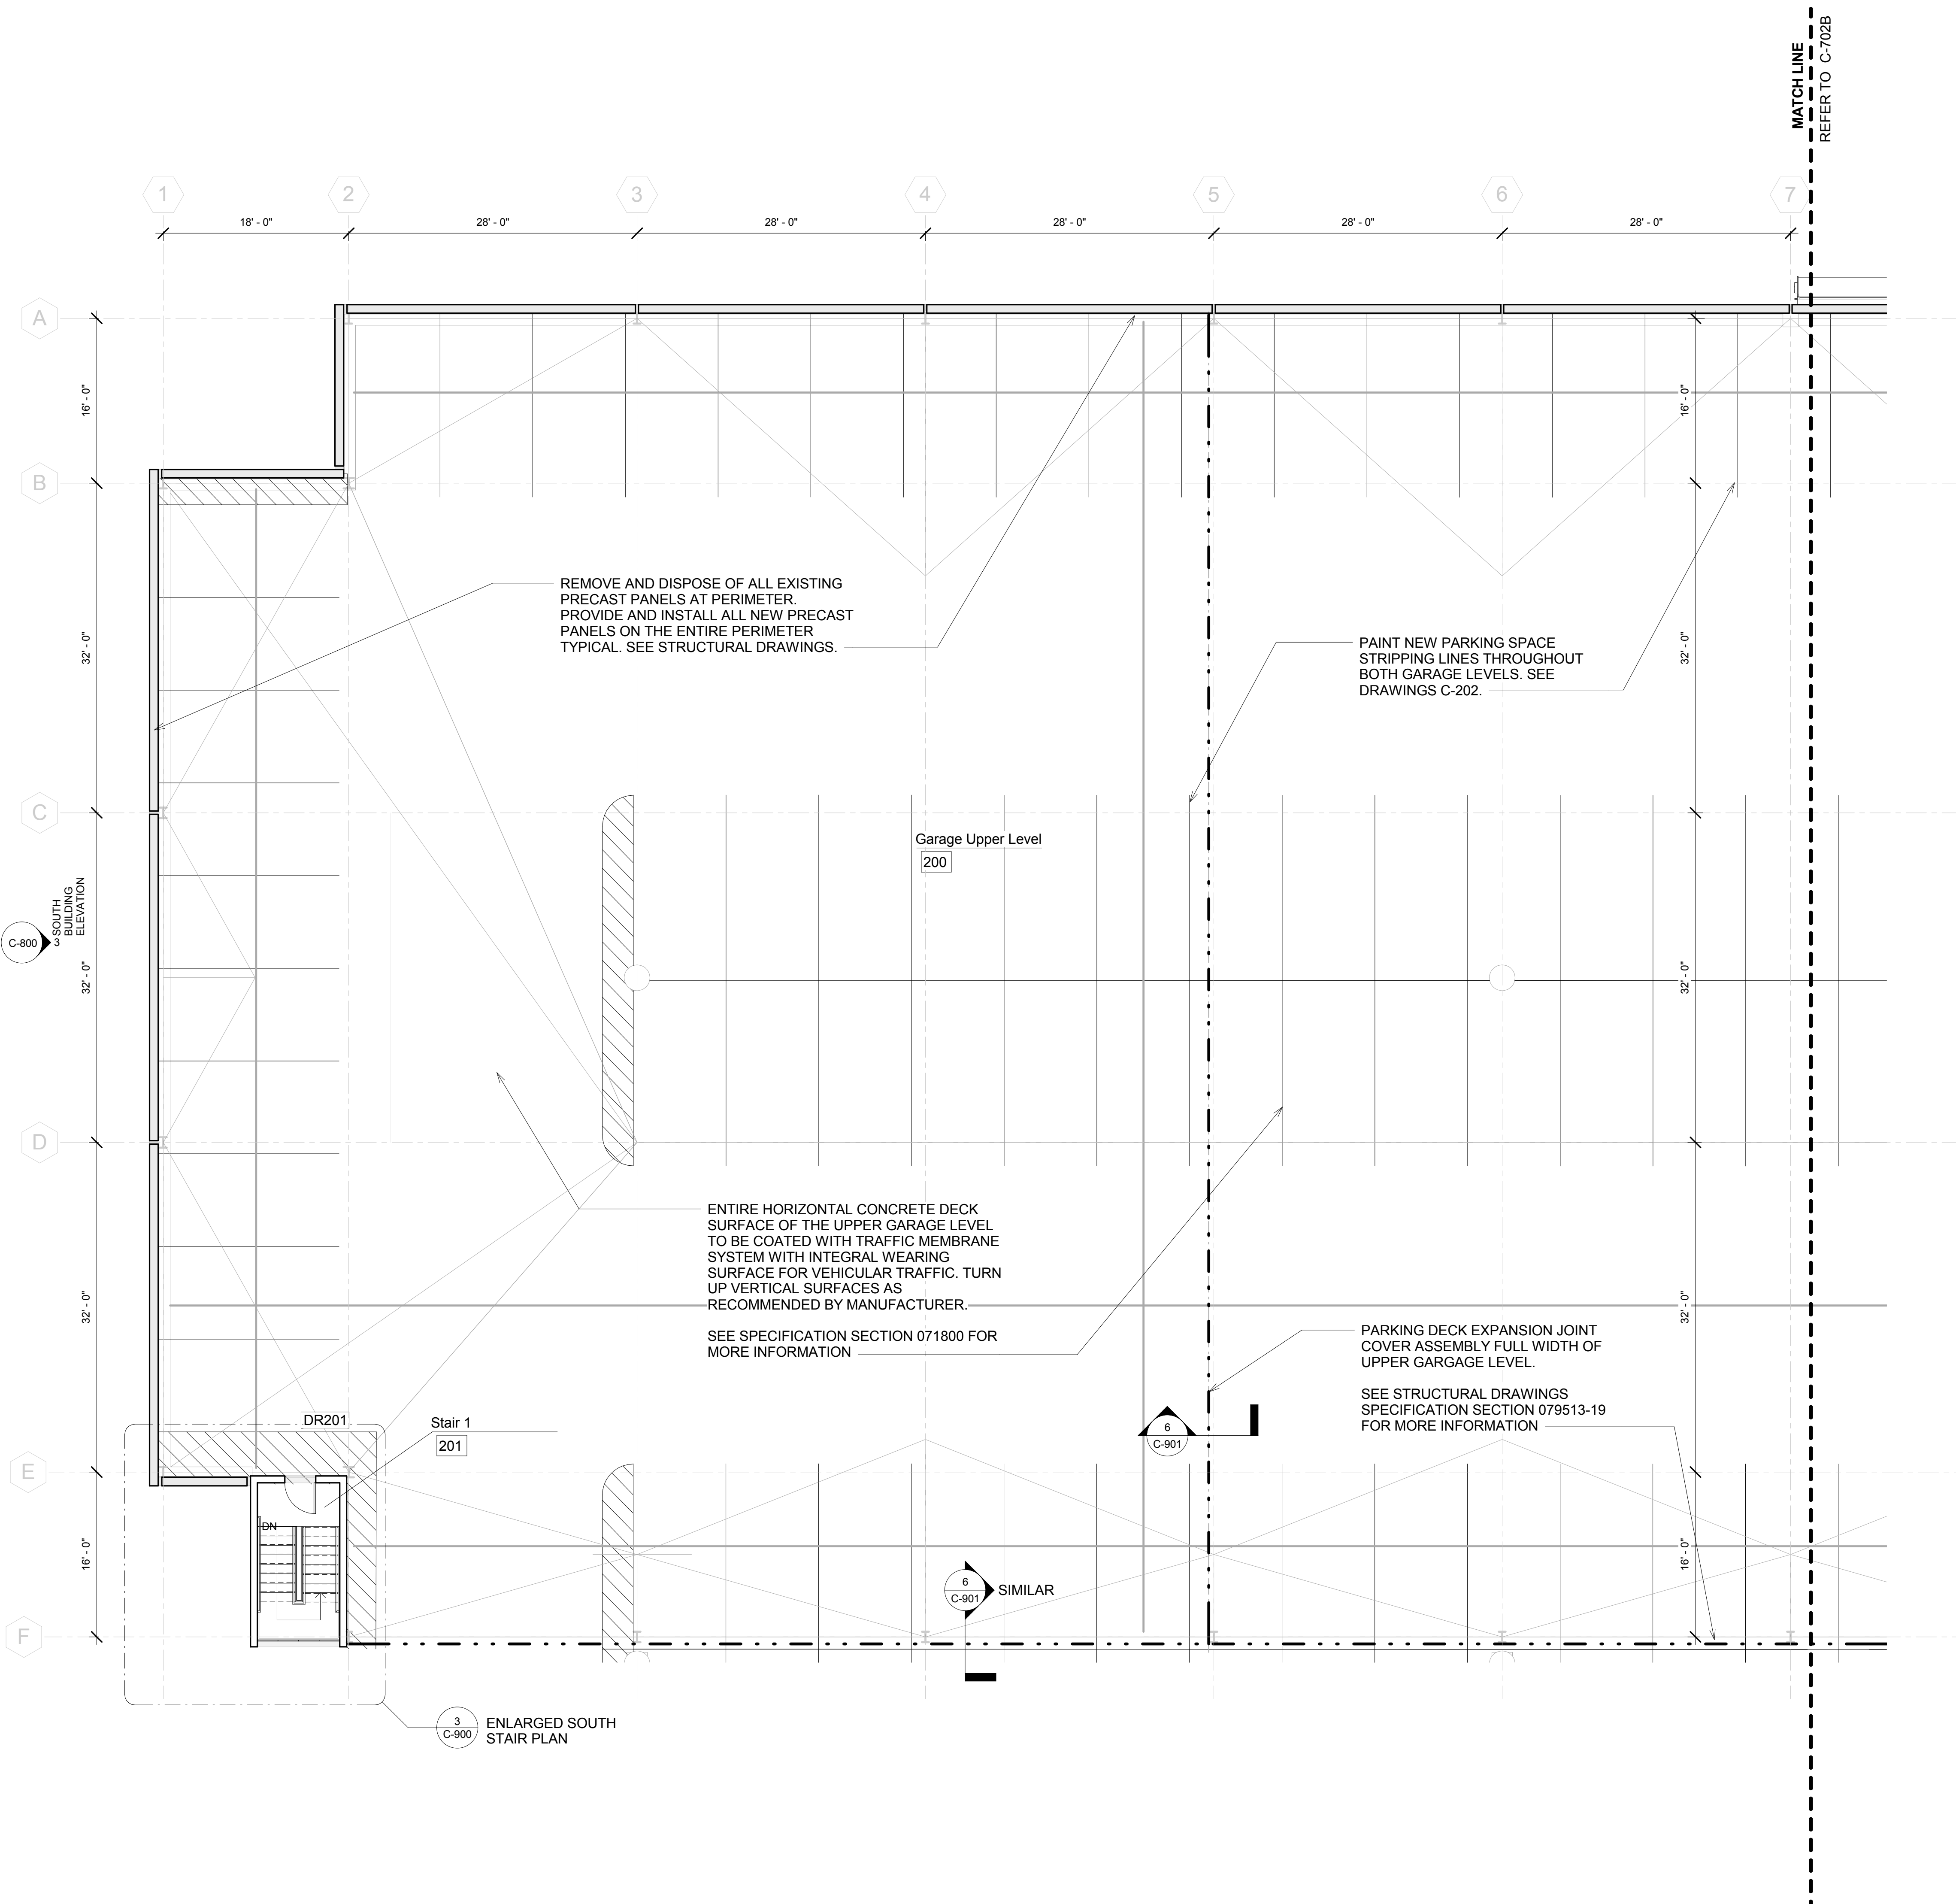 MATCH LINE
REFER TO C-702B
1
2
3
4
5
6
7
18' - 0"
28' - 0"
28' - 0"
28' - 0"
28' - 0"
28' - 0"
A
B
C
D
E
F
16' - 0"
32' - 0"
32' - 0"
32' - 0"
16' - 0"
16' - 0"
32' - 0"
32' - 0"
32' - 0"
16' - 0"
REMOVE AND DISPOSE OF ALL EXISTING
PRECAST PANELS AT PERIMETER.
PROVIDE AND INSTALL ALL NEW PRECAST
PANELS ON THE ENTIRE PERIMETER
TYPICAL. SEE STRUCTURAL DRAWINGS.
PAINT NEW PARKING SPACE
STRIPPING LINES THROUGHOUT
BOTH GARAGE LEVELS. SEE
DRAWINGS C-202.
Garage Upper Level
200
C-800
3
SOUTH
BUILDING
ELEVATION
ENTIRE HORIZONTAL CONCRETE DECK
SURFACE OF THE UPPER GARAGE LEVEL
TO BE COATED WITH TRAFFIC MEMBRANE
SYSTEM WITH INTEGRAL WEARING
SURFACE FOR VEHICULAR TRAFFIC. TURN
UP VERTICAL SURFACES AS
RECOMMENDED BY MANUFACTURER.
SEE SPECIFICATION SECTION 071800 FOR
MORE INFORMATION
PARKING DECK EXPANSION JOINT
COVER ASSEMBLY FULL WIDTH OF
UPPER GARGAGE LEVEL.
SEE STRUCTURAL DRAWINGS
SPECIFICATION SECTION 079513-19
FOR MORE INFORMATION
DR201
Stair 1
201
6
C-901
DN
6
C-901
SIMILAR
3
C-900
ENLARGED SOUTH
STAIR PLAN